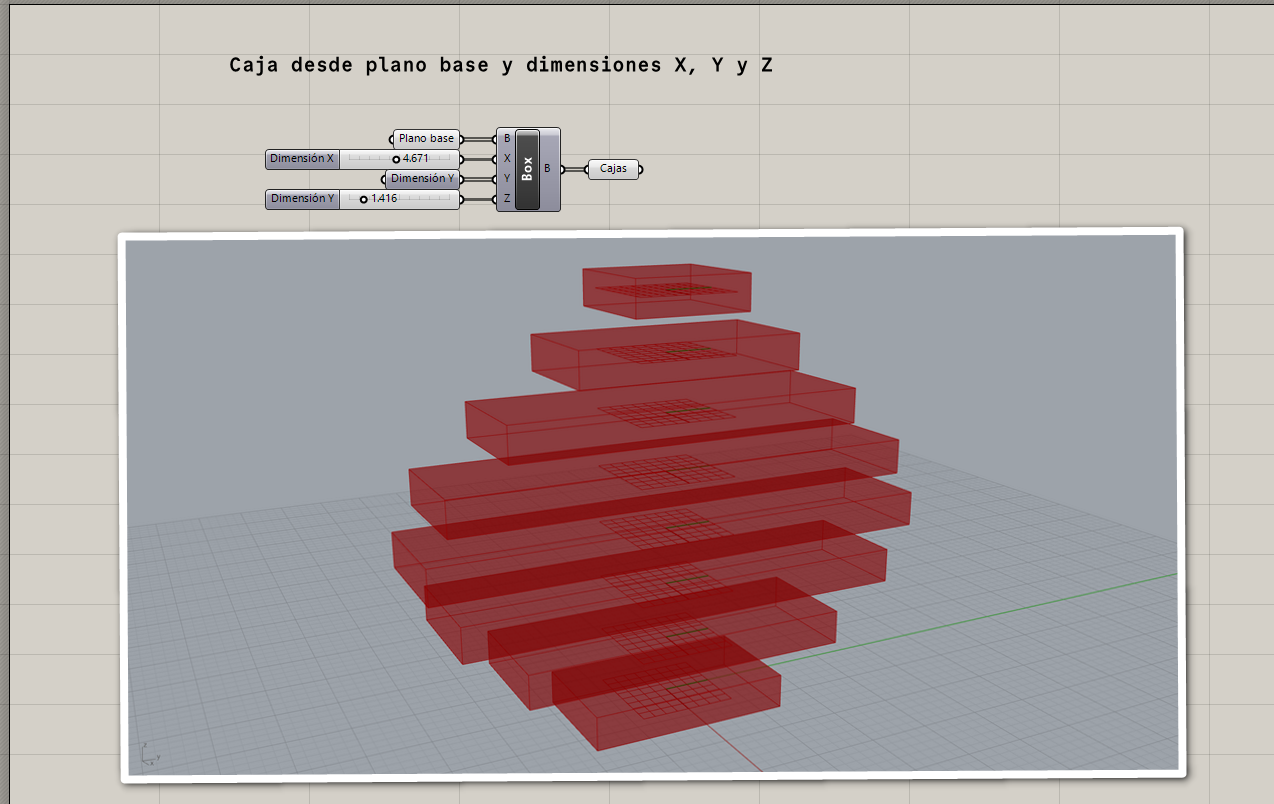 Caja desde plano base y dimensiones X, Y y Z
Plano base
Dimensión X 4.671
Dimensión Y
Dimensión Y 1.416
B
X
Y
Z
Box
B
Cajas